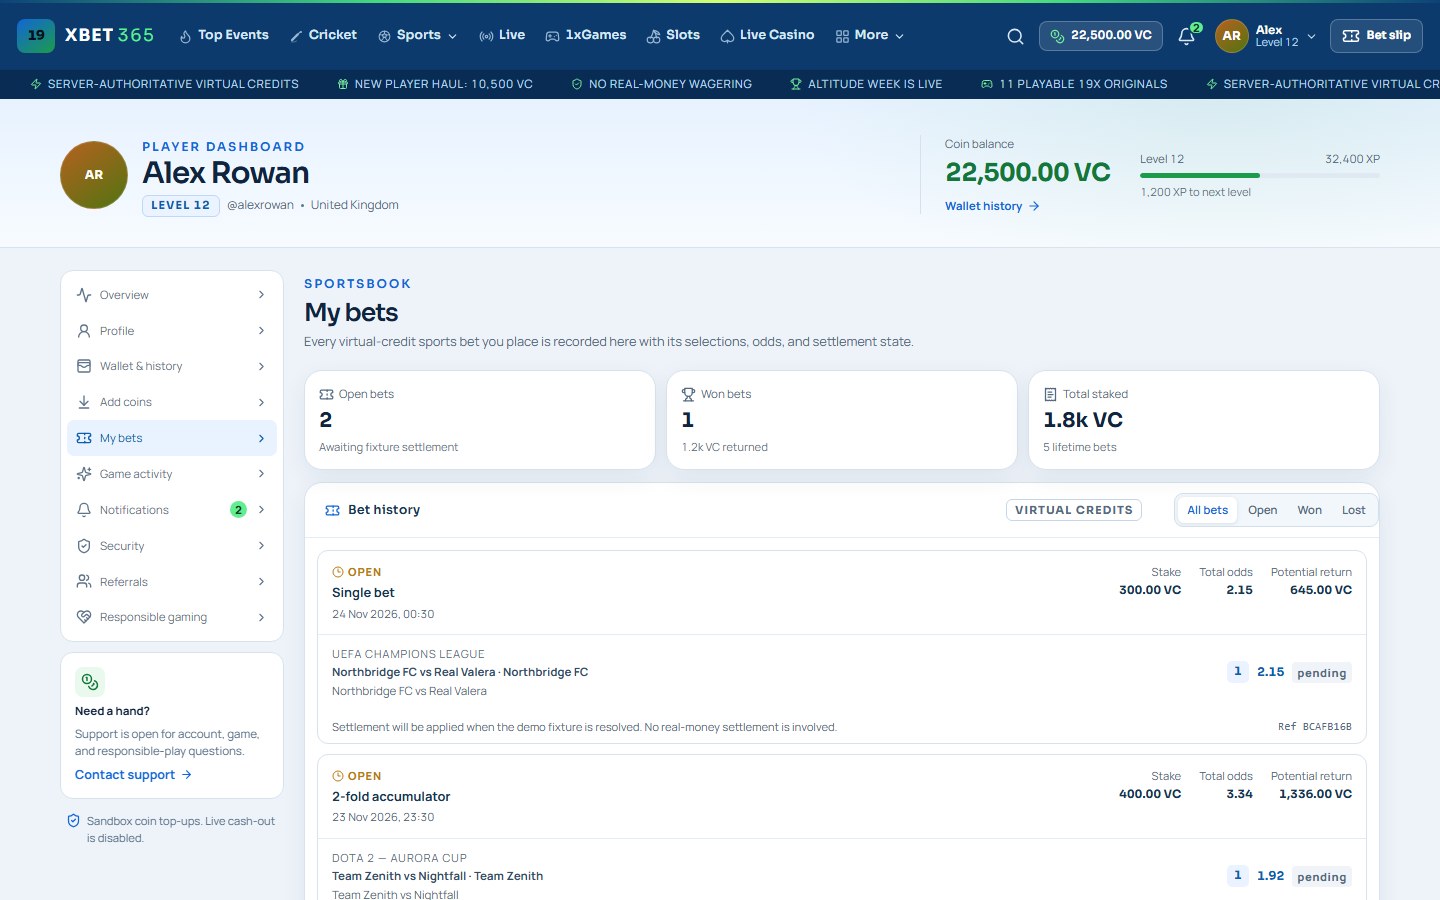 19 XBET 365 Top Events Cricket Sports Live 1xGames Slots Live Casino More 22,500.00 VC 2 AR Alex Level 12 Bet slip
SERVER-AUTHORITATIVE VIRTUAL CREDITS NEW PLAYER HAUL: 10,500 VC NO REAL-MONEY WAGERING ALTITUDE WEEK IS LIVE 11 PLAYABLE 19X ORIGINALS SERVER-AUTHORITATIVE VIRTUAL CR
AR
PLAYER DASHBOARD
Alex Rowan
LEVEL 12 @alexrowan • United Kingdom
Coin balance
22,500.00 VC
Wallet history
Level 12 32,400 XP
1,200 XP to next level
Overview
Profile
Wallet & history
Add coins
My bets
Game activity
Notifications 2
Security
Referrals
Responsible gaming
Need a hand?
Support is open for account, game,
and responsible-play questions.
Contact support
Sandbox coin top-ups. Live cash-out
is disabled.
SPORTSBOOK
My bets
Every virtual-credit sports bet you place is recorded here with its selections, odds, and settlement state.
Open bets
2
Awaiting fixture settlement
Won bets
1
1.2k VC returned
Total staked
1.8k VC
5 lifetime bets
Bet history VIRTUAL CREDITS All bets Open Won Lost
OPEN
Single bet
24 Nov 2026, 00:30
Stake Total odds Potential return
300.00 VC 2.15 645.00 VC
UEFA CHAMPIONS LEAGUE
Northbridge FC vs Real Valera · Northbridge FC
Northbridge FC vs Real Valera
1 2.15 pending
Settlement will be applied when the demo fixture is resolved. No real-money settlement is involved. Ref BCAFB16B
OPEN
2-fold accumulator
23 Nov 2026, 23:30
Stake Total odds Potential return
400.00 VC 3.34 1,336.00 VC
DOTA 2 — AURORA CUP
Team Zenith vs Nightfall · Team Zenith
Team Zenith vs Nightfall
1 1.92 pending